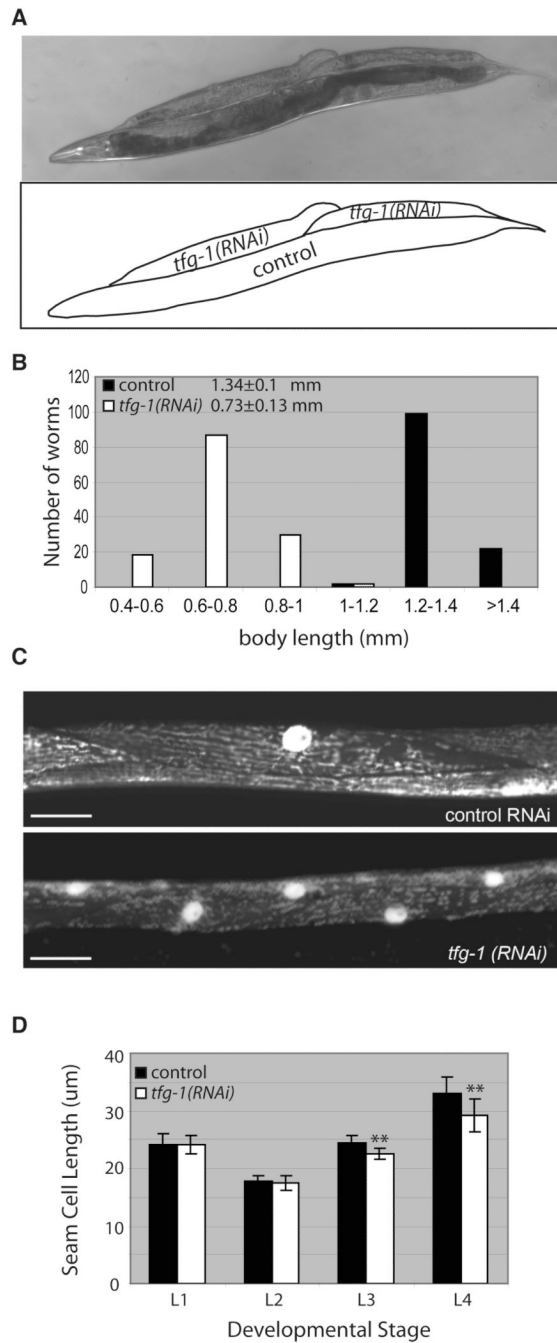 A
tfg-1(RNAi)
tfg-1(RNAi)
control
B
control 1.34±0.1 mm
tfg-1(RNAi) 0.73±0.13 mm
120
100
80
60
40
20
0
Number of worms
0.4-0.6 0.6-0.8 0.8-1 1-1.2 1.2-1.4 >1.4
body length (mm)
C
control RNAi
tfg-1 (RNAi)
D
control
tfg-1(RNAi)
40
30
20
10
0
Seam Cell Length (um)
**
**
L1 L2 L3 L4
Developmental Stage